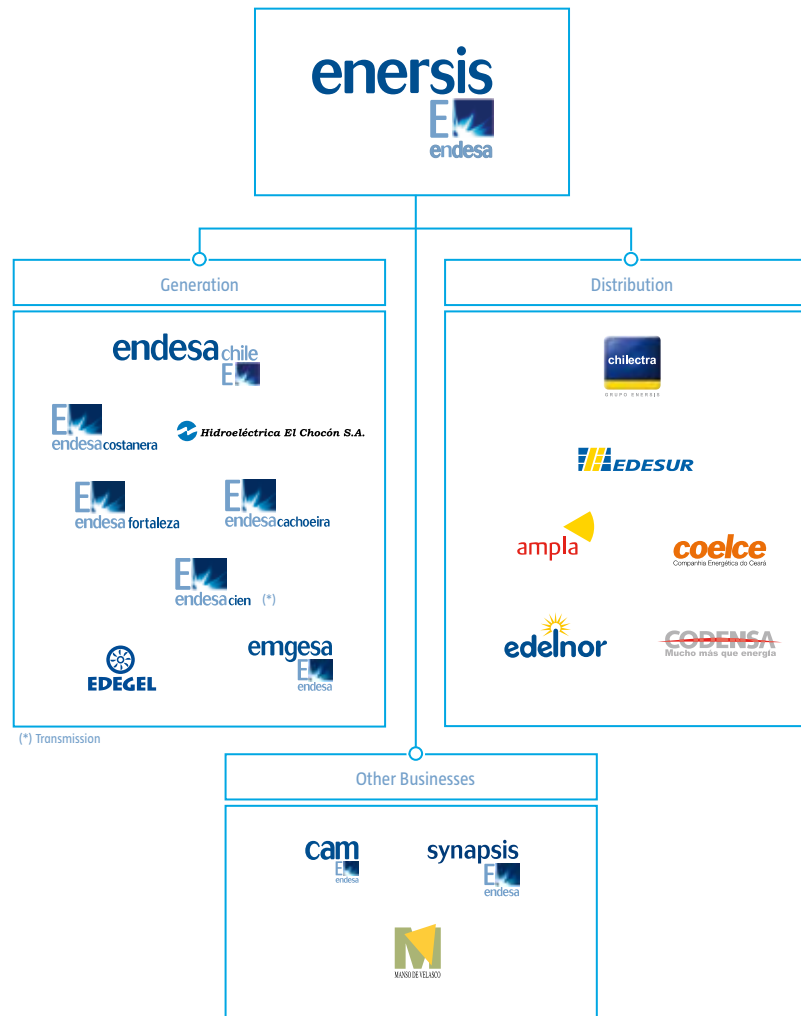 enersis
E
endesa
Generation
Distribution
endesa chile
E
chilectra
GRUPO ENERSIS
E
endesa costanera
Hidroeléctrica El Chocón S.A.
EDESUR
E
endesa fortaleza
E
endesa cachoeira
ampla
coelce
Companhia Energética do Ceará
E
endesa cien (*)
edelnor
CODENSA
Mucho más que energía
EDEGEL
emgesa
E
endesa
(*) Transmission
Other Businesses
cam
E
endesa
synapsis
E
endesa
M
MANSO DE VELASCO